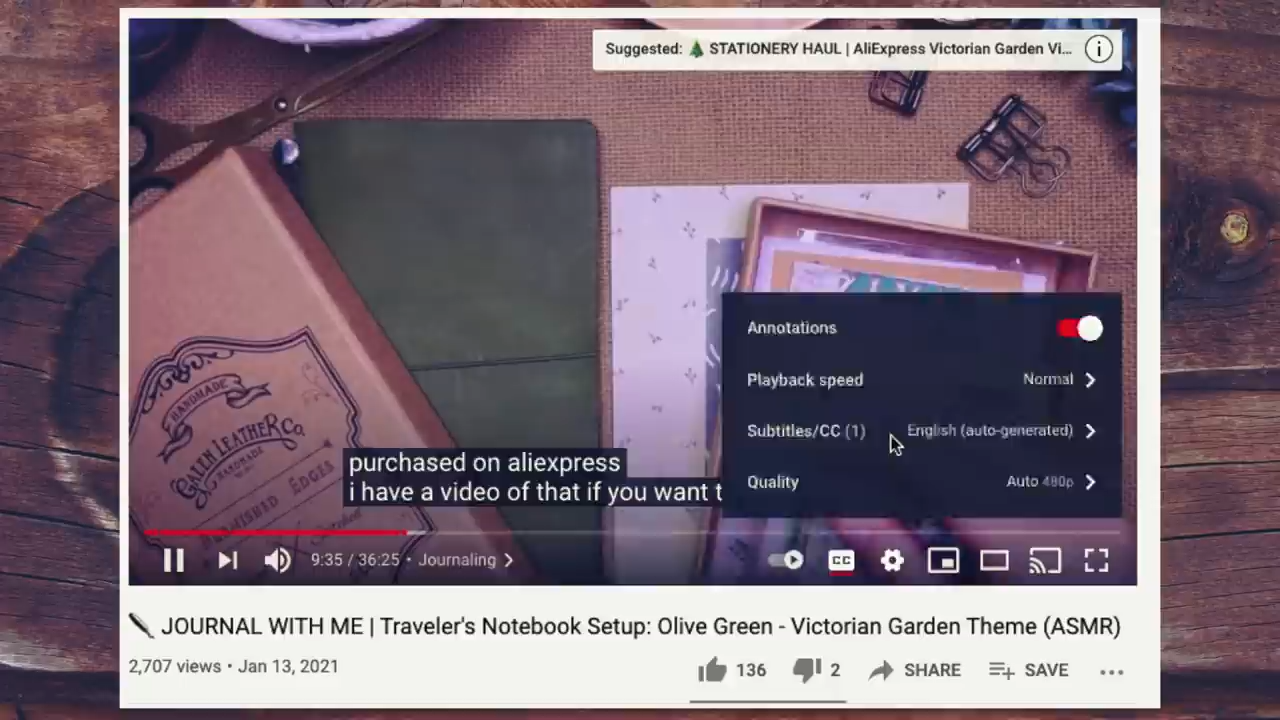 Suggested: 🌲 STATIONERY HAUL | AliExpress Victorian Garden Vi...
HANDMADE
GALEN LEATHER Co.
HANDMADE
BURNISHED EDGES
Annotations
Playback speed Normal
Subtitles/CC (1) English (auto-generated)
Quality Auto 480p
purchased on aliexpress
i have a video of that if you want t
9:35 / 36:25 • Journaling
CC
JOURNAL WITH ME | Traveler's Notebook Setup: Olive Green - Victorian Garden Theme (ASMR)
2,707 views • Jan 13, 2021
136
2
SHARE
SAVE